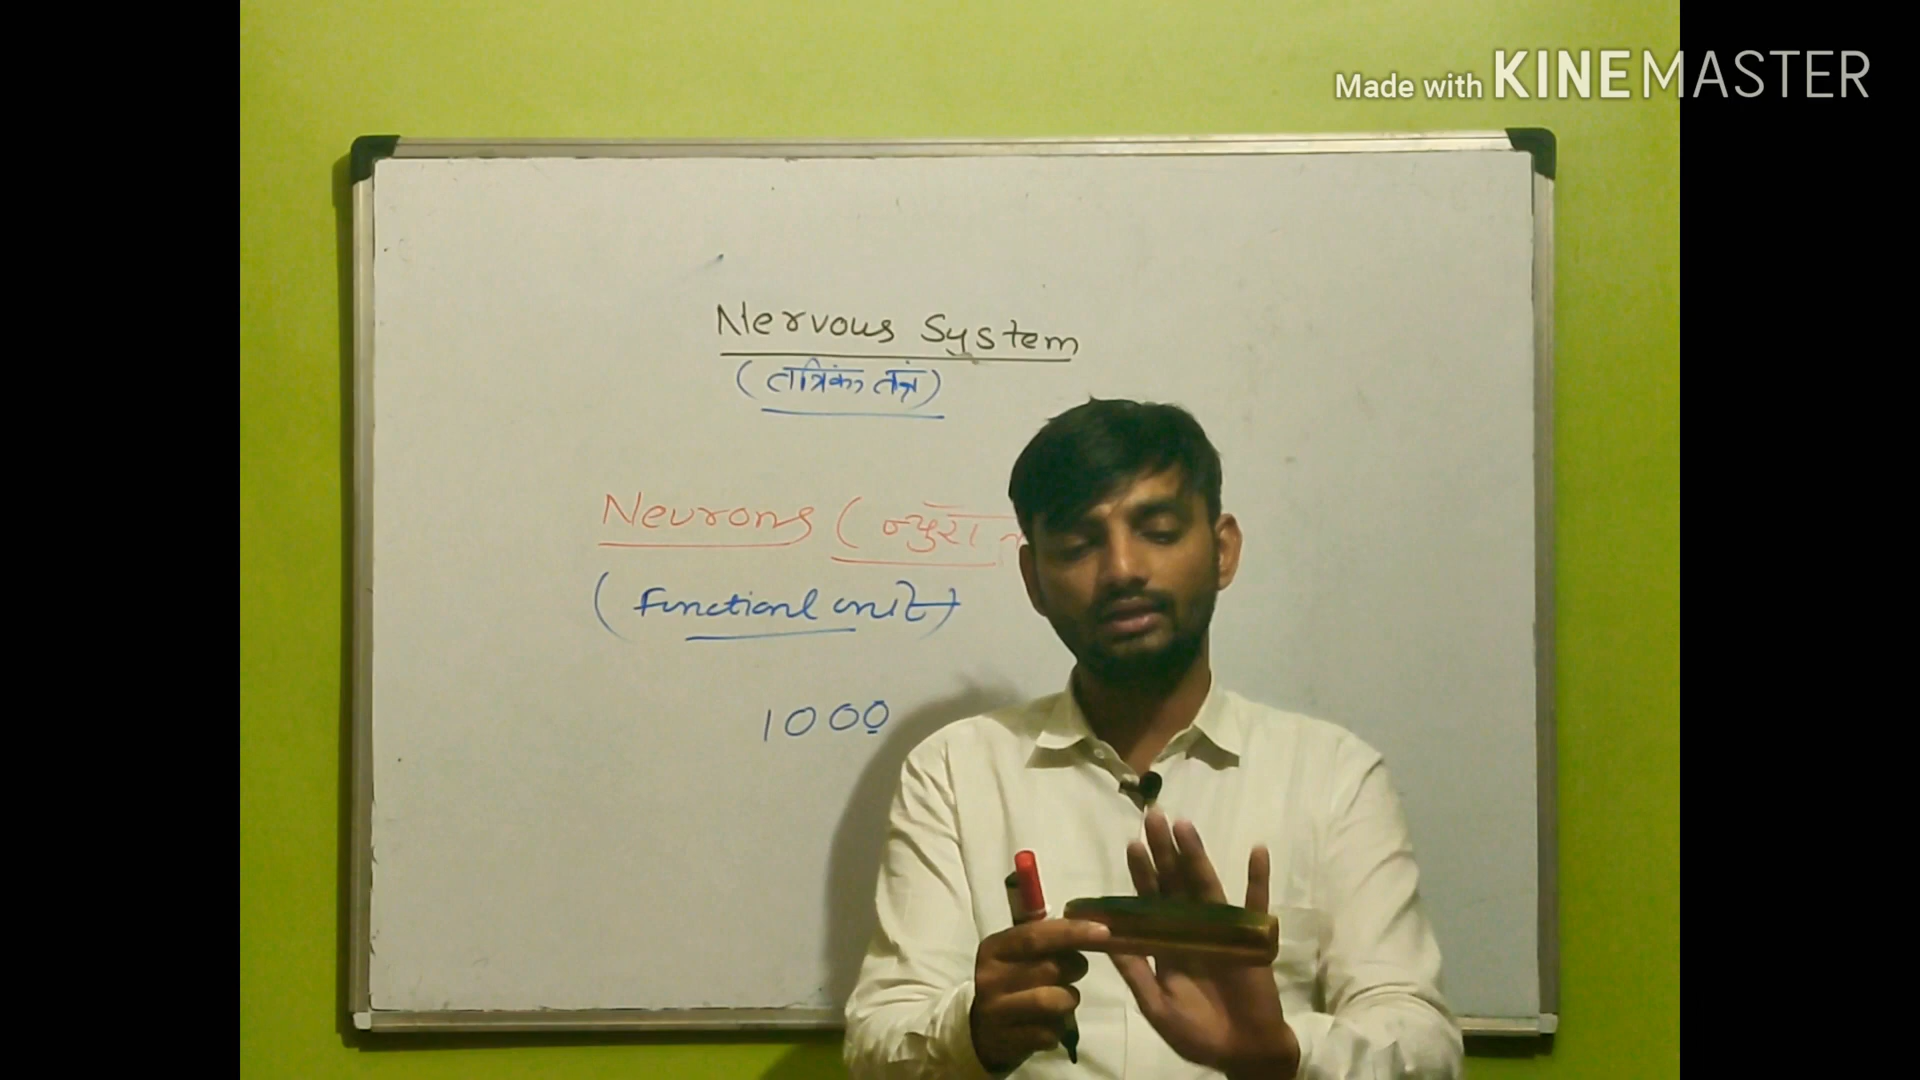 Made with KINEMASTER
Nervous System
(तंत्रिका तंत्र)
Neurons (न्यूरॉ
(functionl unit)
1000